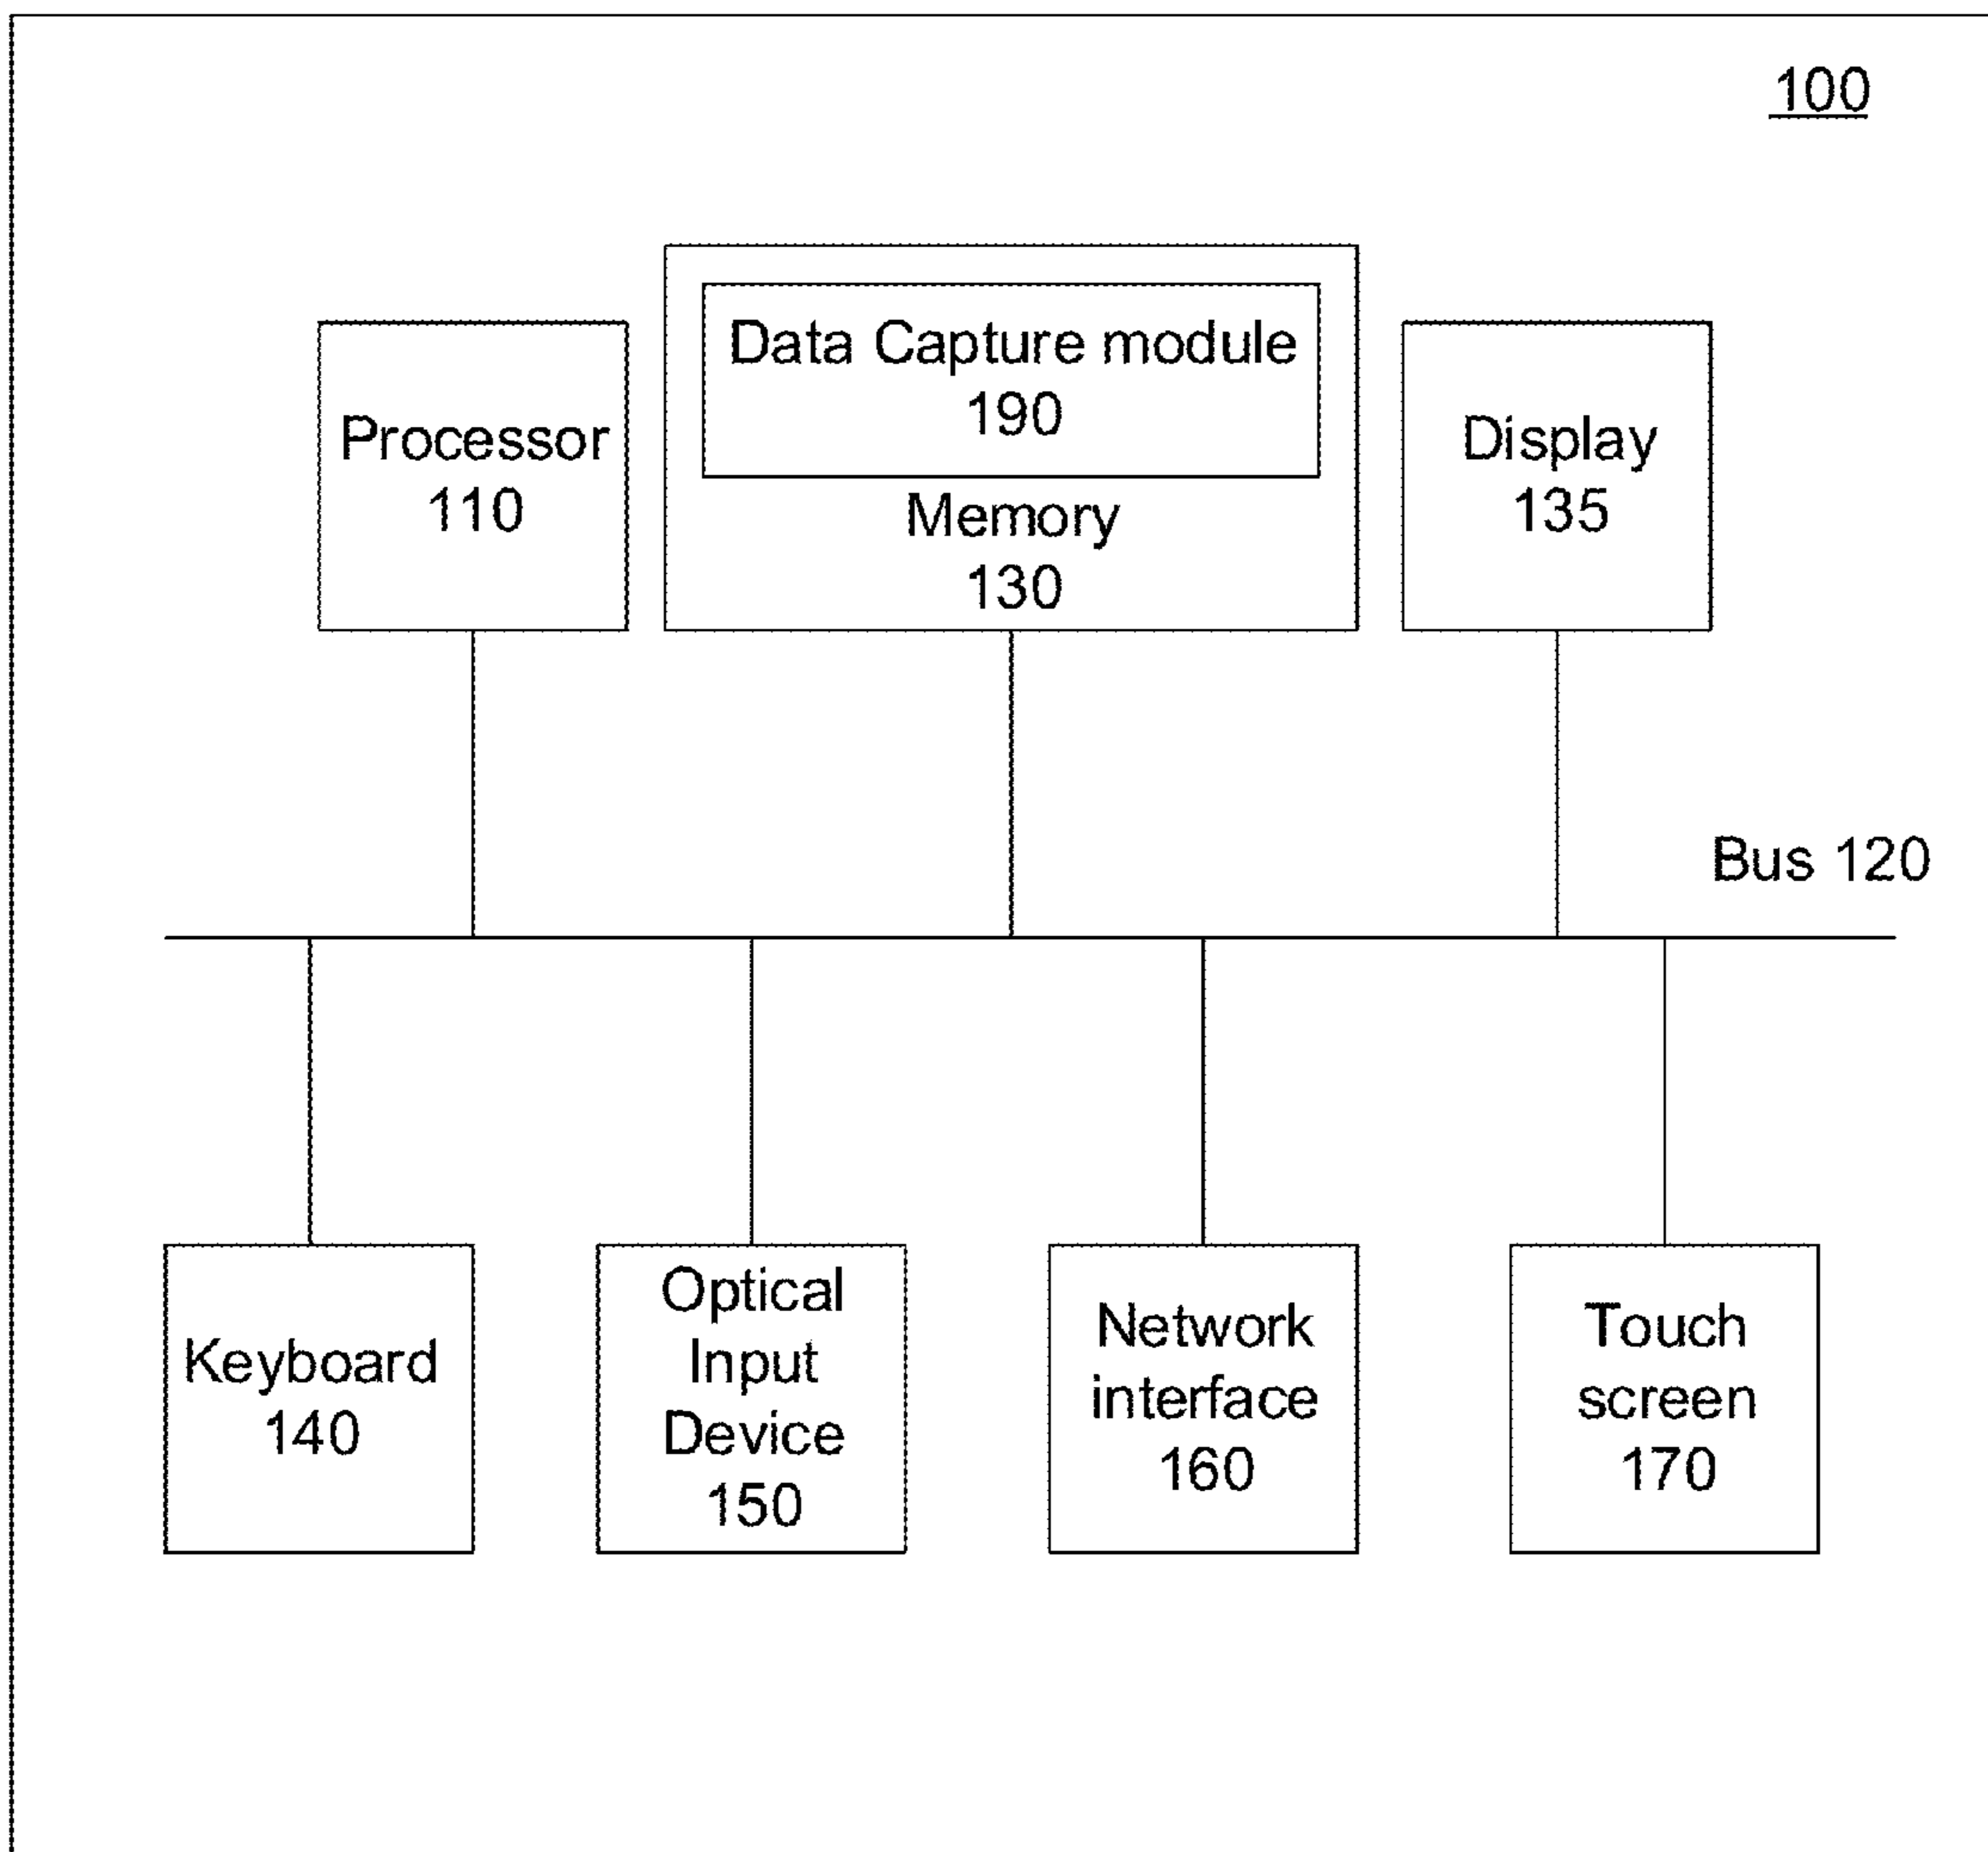 100
Data Capture module
190
Memory
130
Processor
110
Display
135
Bus 120
Keyboard
140
Optical
Input
Device
150
Network
interface
160
Touch
screen
170